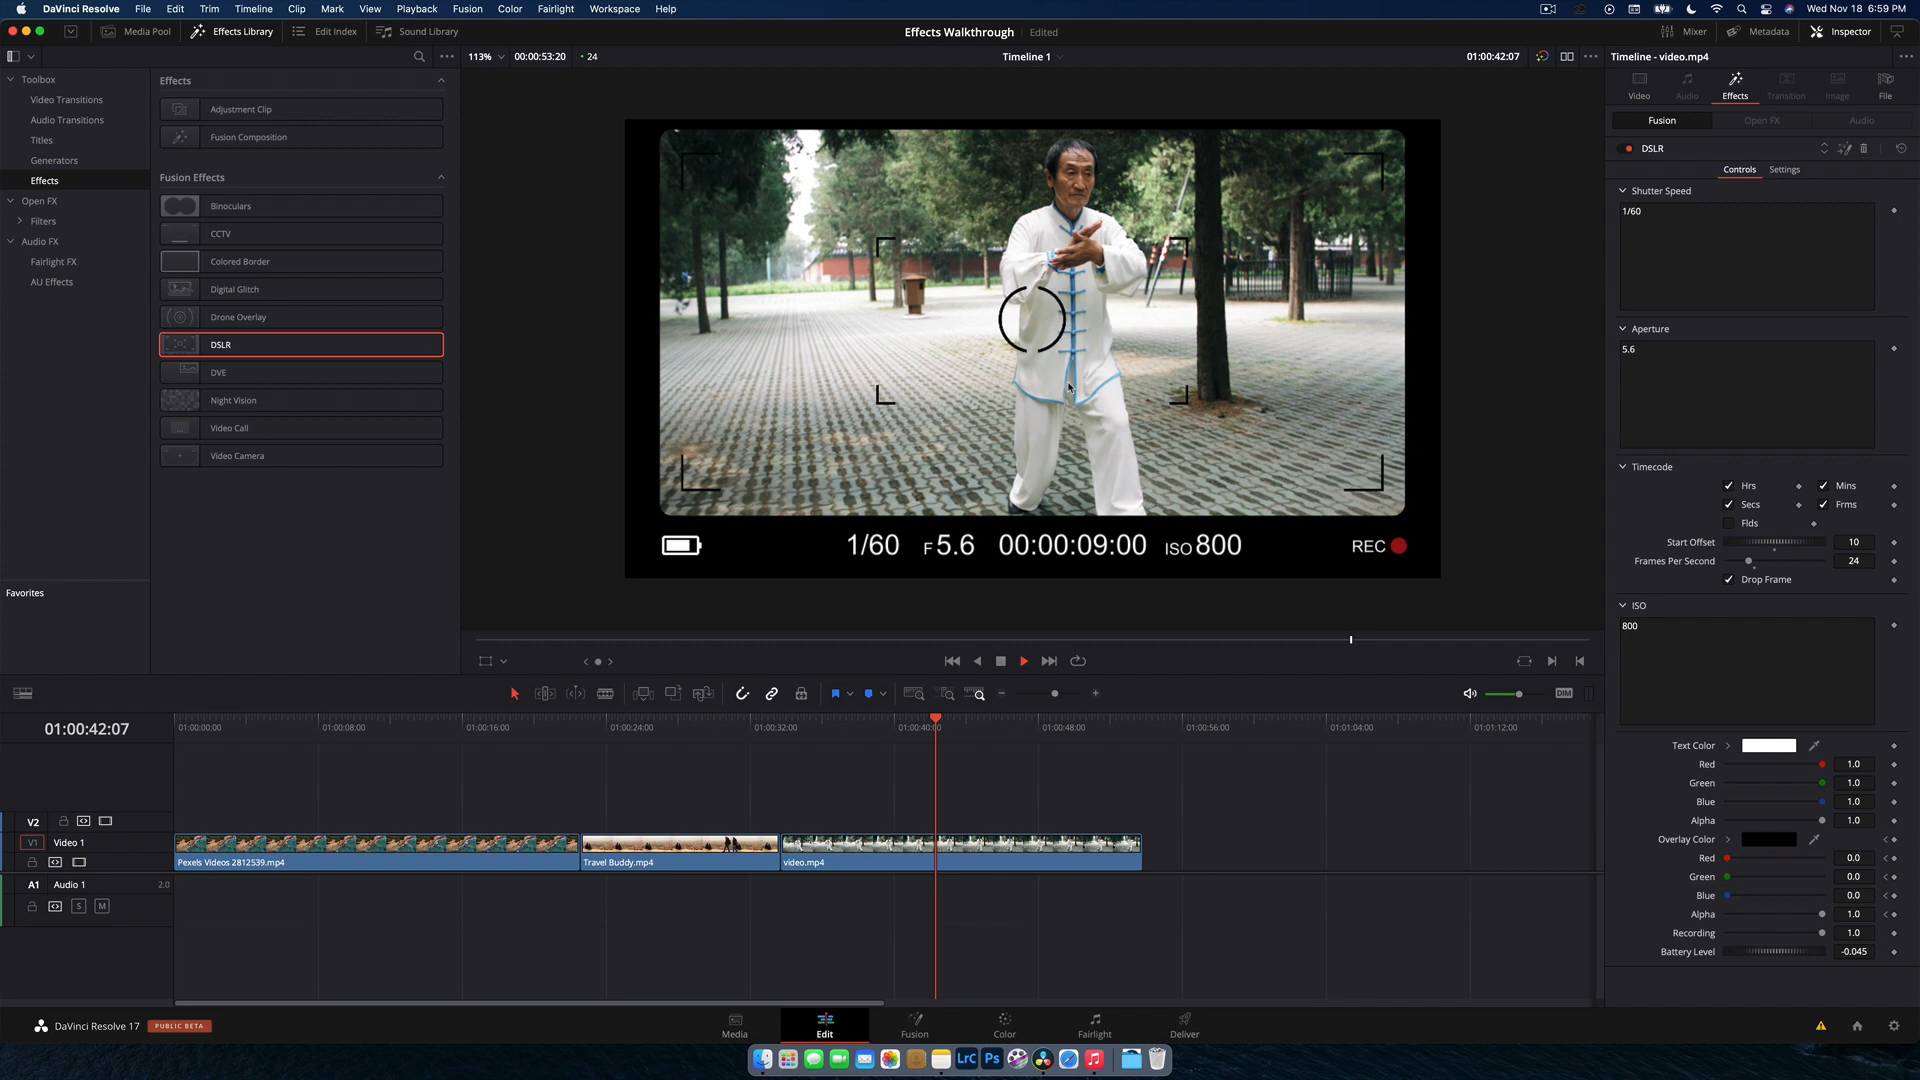 DaVinci Resolve File Edit Trim Timeline Clip Mark View Playback Fusion Color Fairlight Workspace Help
Wed Nov 18 6:59 PM
Media Pool Effects Library Edit Index Sound Library
Effects Walkthrough Edited
Mixer Metadata Inspector
113% 00:00:53:20 24
Timeline 1
01:00:42:07
Timeline - video.mp4
Toolbox
Video Transitions
Audio Transitions
Titles
Generators
Effects
Open FX
Filters
Audio FX
Fairlight FX
AU Effects
Favorites
Effects
Adjustment Clip
Fusion Composition
Fusion Effects
Binoculars
CCTV
Colored Border
Digital Glitch
Drone Overlay
DSLR
DVE
Night Vision
Video Call
Video Camera
1/60 F 5.6 00:00:09:00 ISO 800 REC
Video Audio Effects Transition Image File
Fusion Open FX Audio
DSLR
Controls Settings
Shutter Speed
1/60
Aperture
5.6
Timecode
Hrs Mins
Secs Frms
Flds
Start Offset 10
Frames Per Second 24
Drop Frame
ISO
800
Text Color
Red 1.0
Green 1.0
Blue 1.0
Alpha 1.0
Overlay Color
Red 0.0
Green 0.0
Blue 0.0
Alpha 1.0
Recording 1.0
Battery Level -0.045
DIM
01:00:42:07
01:00:00:00 01:00:08:00 01:00:16:00 01:00:24:00 01:00:32:00 01:00:40:00 01:00:48:00 01:00:56:00 01:01:04:00 01:01:12:00
V2
V1 Video 1
Pexels Videos 2812539.mp4 Travel Buddy.mp4 video.mp4
A1 Audio 1 2.0
S M
DaVinci Resolve 17 PUBLIC BETA
Media Edit Fusion Color Fairlight Deliver
LrC Ps